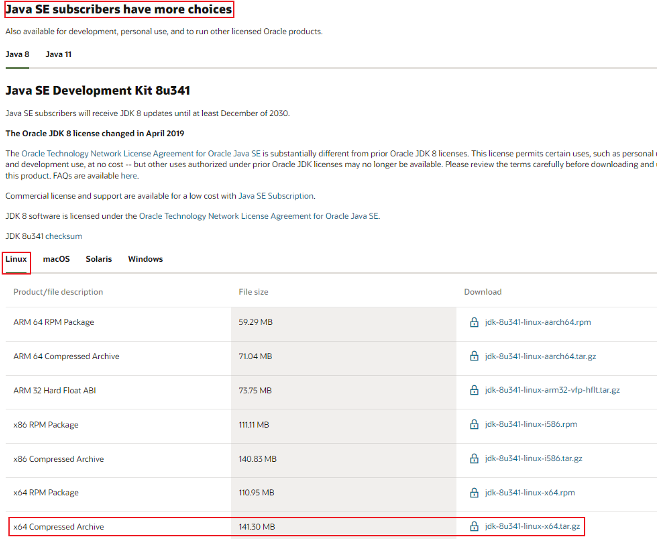 Java SE subscribers have more choices
Also available for development, personal use, and to run other licensed Oracle products.
Java 8 Java 11
Java SE Development Kit 8u341
Java SE subscribers will receive JDK 8 updates until at least December of 2030.
The Oracle JDK 8 license changed in April 2019
The Oracle Technology Network License Agreement for Oracle Java SE is substantially different from prior Oracle JDK 8 licenses. This license permits certain uses, such as personal
and development use, at no cost -- but other uses authorized under prior Oracle JDK licenses may no longer be available. Please review the terms carefully before downloading and
this product. FAQs are available here.
Commercial license and support are available for a low cost with Java SE Subscription.
JDK 8 software is licensed under the Oracle Technology Network License Agreement for Oracle Java SE.
JDK 8u341 checksum
Linux macOS Solaris Windows
Product/file description File size Download
ARM 64 RPM Package 59.29 MB jdk-8u341-linux-aarch64.rpm
ARM 64 Compressed Archive 71.04 MB jdk-8u341-linux-aarch64.tar.gz
ARM 32 Hard Float ABI 73.75 MB jdk-8u341-linux-arm32-vfp-hflt.tar.gz
x86 RPM Package 111.11 MB jdk-8u341-linux-i586.rpm
x86 Compressed Archive 140.83 MB jdk-8u341-linux-i586.tar.gz
x64 RPM Package 110.95 MB jdk-8u341-linux-x64.rpm
x64 Compressed Archive 141.30 MB jdk-8u341-linux-x64.tar.gz